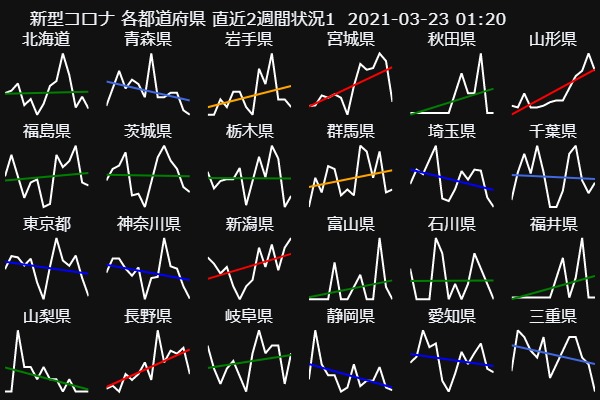 新型コロナ 各都道府県 直近2週間状況1 2021-03-23 01:20
北海道 青森県 岩手県 宮城県 秋田県 山形県
福島県 茨城県 栃木県 群馬県 埼玉県 千葉県
東京都 神奈川県 新潟県 富山県 石川県 福井県
山梨県 長野県 岐阜県 静岡県 愛知県 三重県